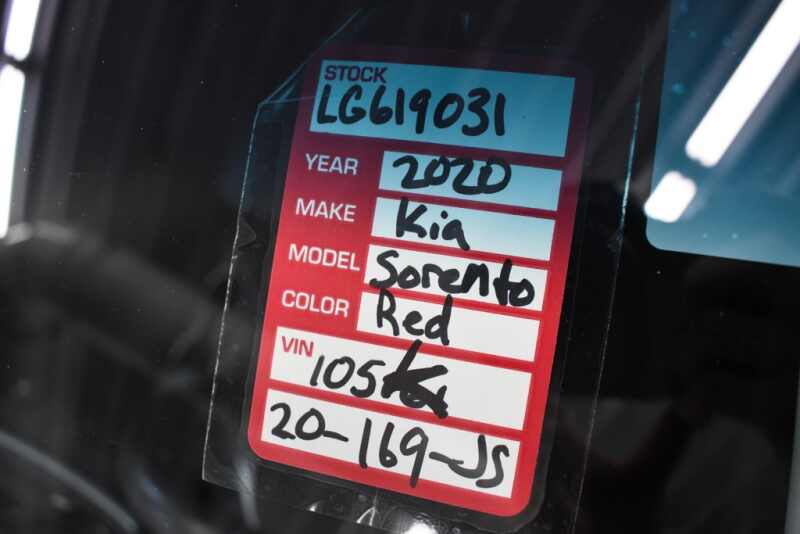 STOCK
LG619031
YEAR 2020
MAKE Kia
MODEL Sorento
COLOR Red
VIN 105
20-169-JS